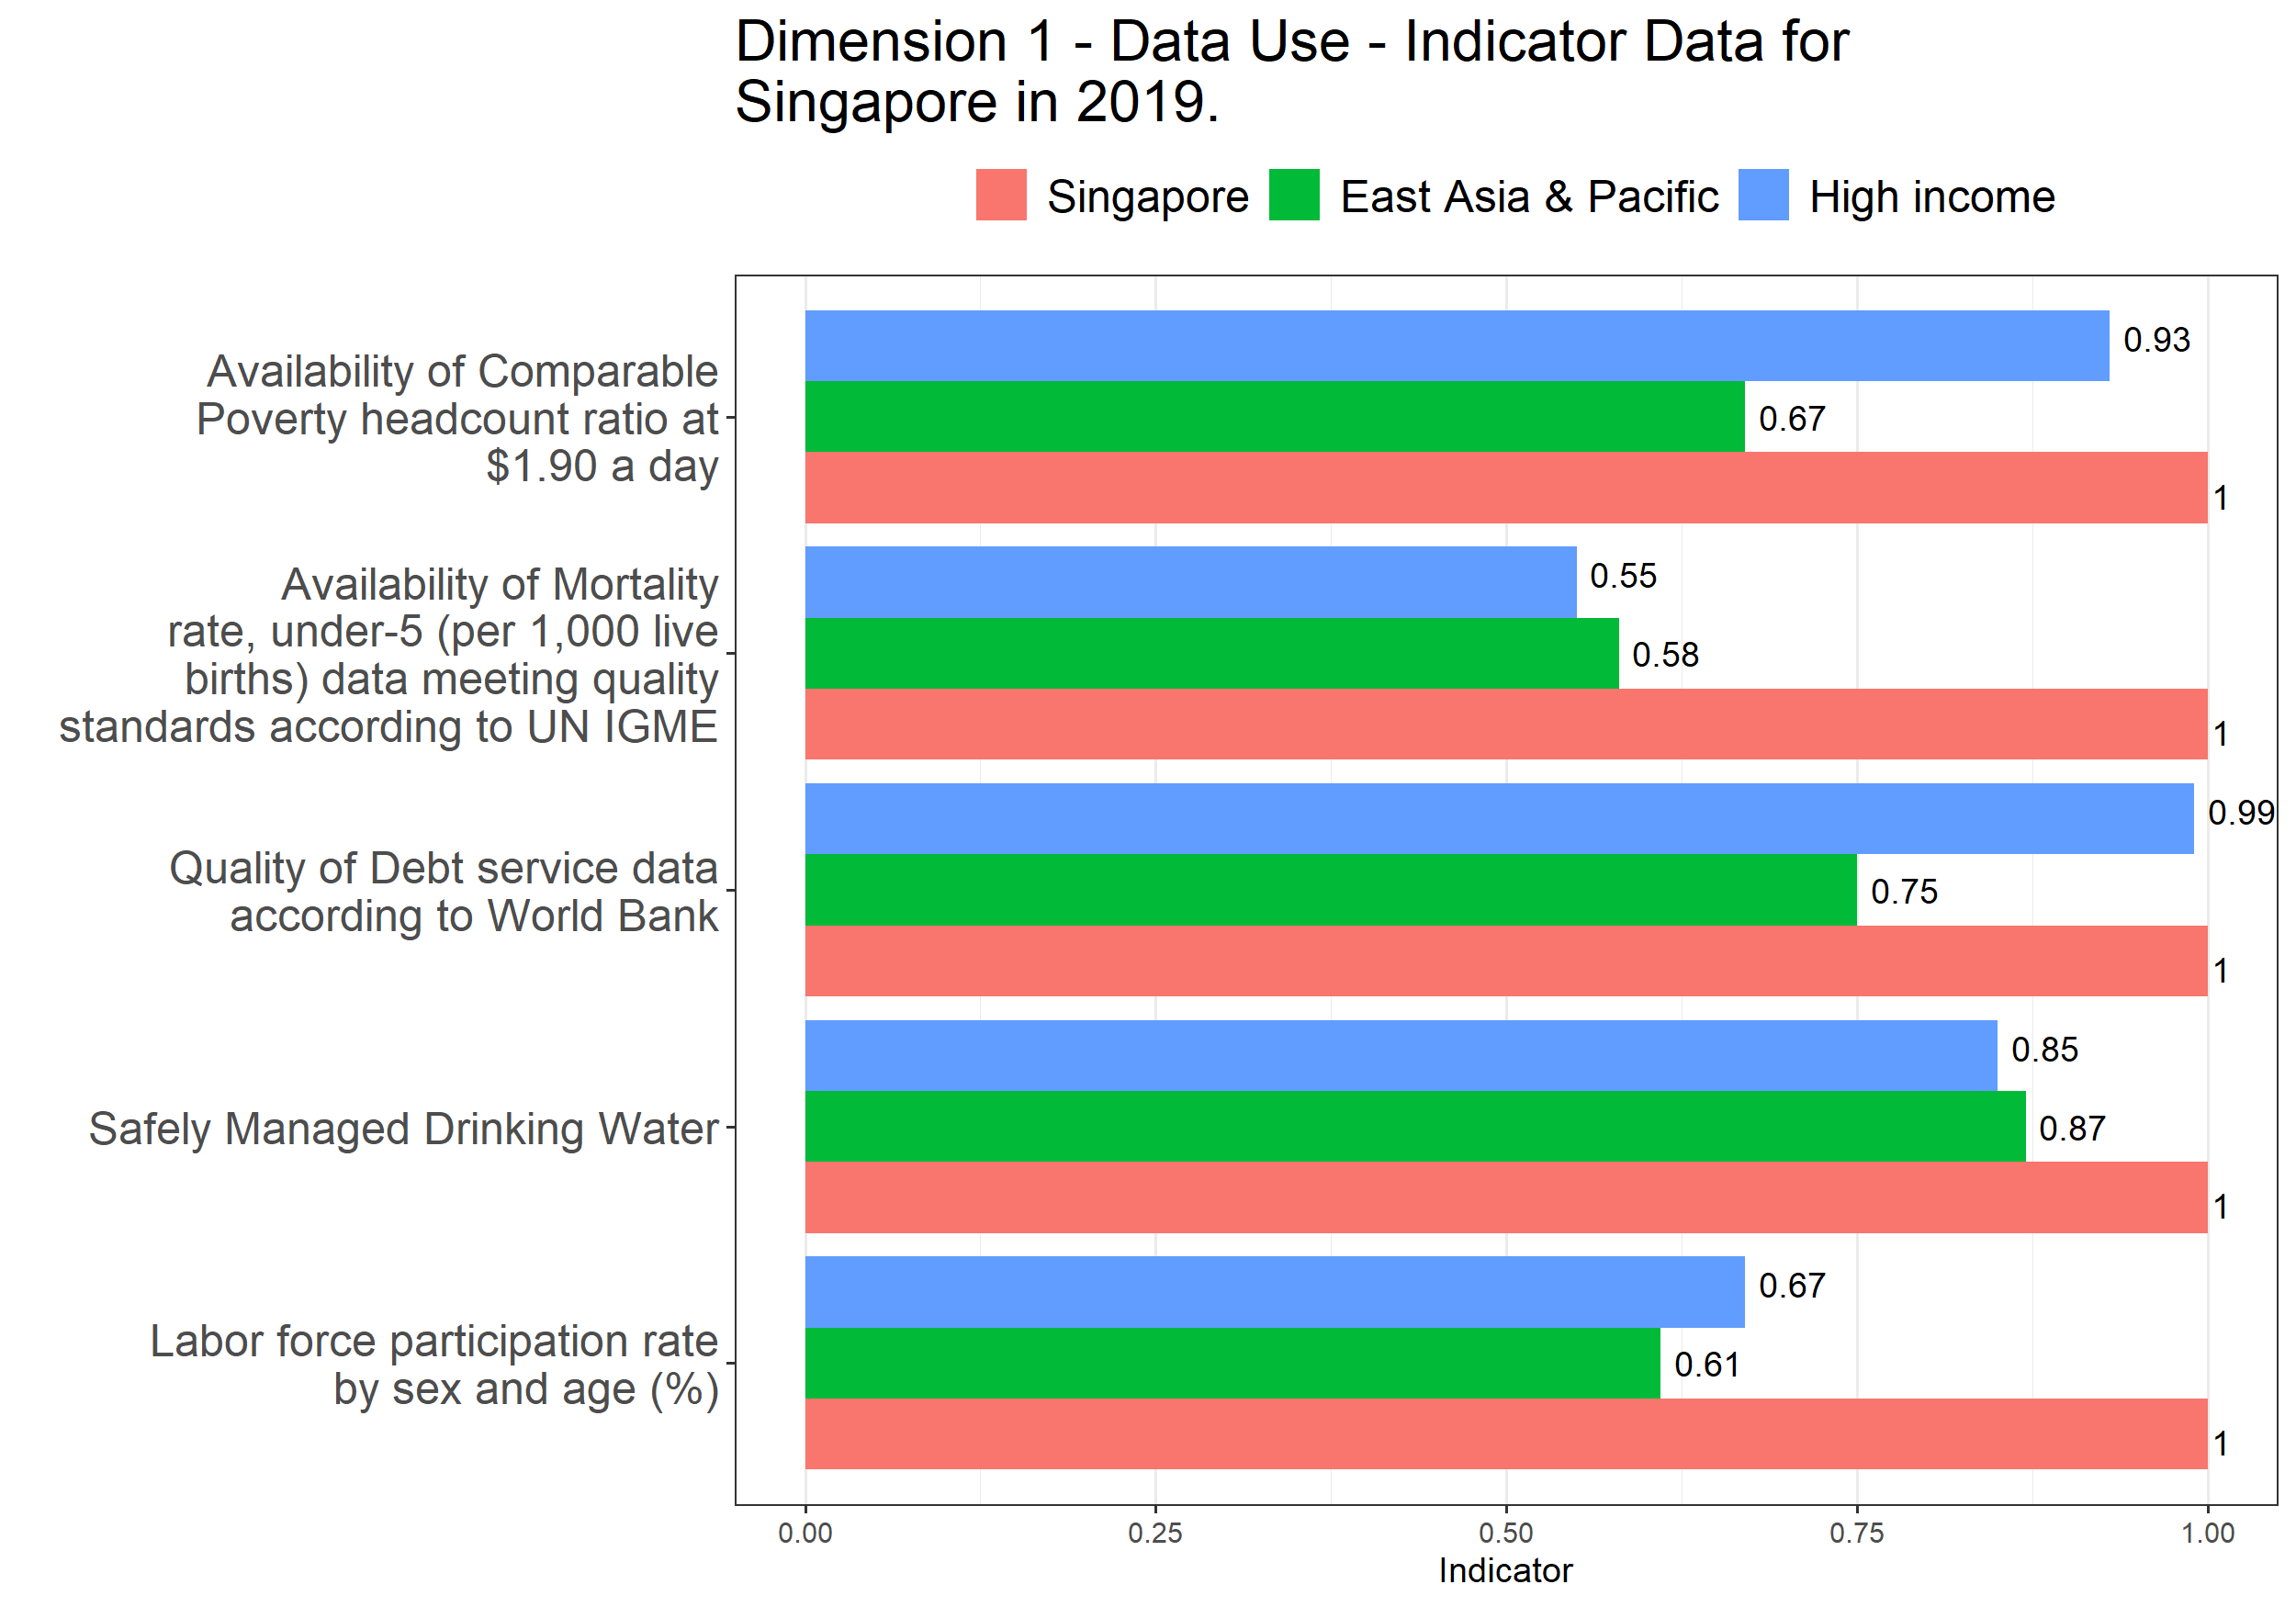 Dimension 1 - Data Use - Indicator Data for
Singapore in 2019.
Singapore
East Asia & Pacific
High income
Availability of Comparable
Poverty headcount ratio at
$1.90 a day
0.93
0.67
1
Availability of Mortality
rate, under-5 (per 1,000 live
births) data meeting quality
standards according to UN IGME
0.55
0.58
1
Quality of Debt service data
according to World Bank
0.99
0.75
1
Safely Managed Drinking Water
0.85
0.87
1
Labor force participation rate
by sex and age (%)
0.67
0.61
1
0.00
0.25
0.50
0.75
1.00
Indicator